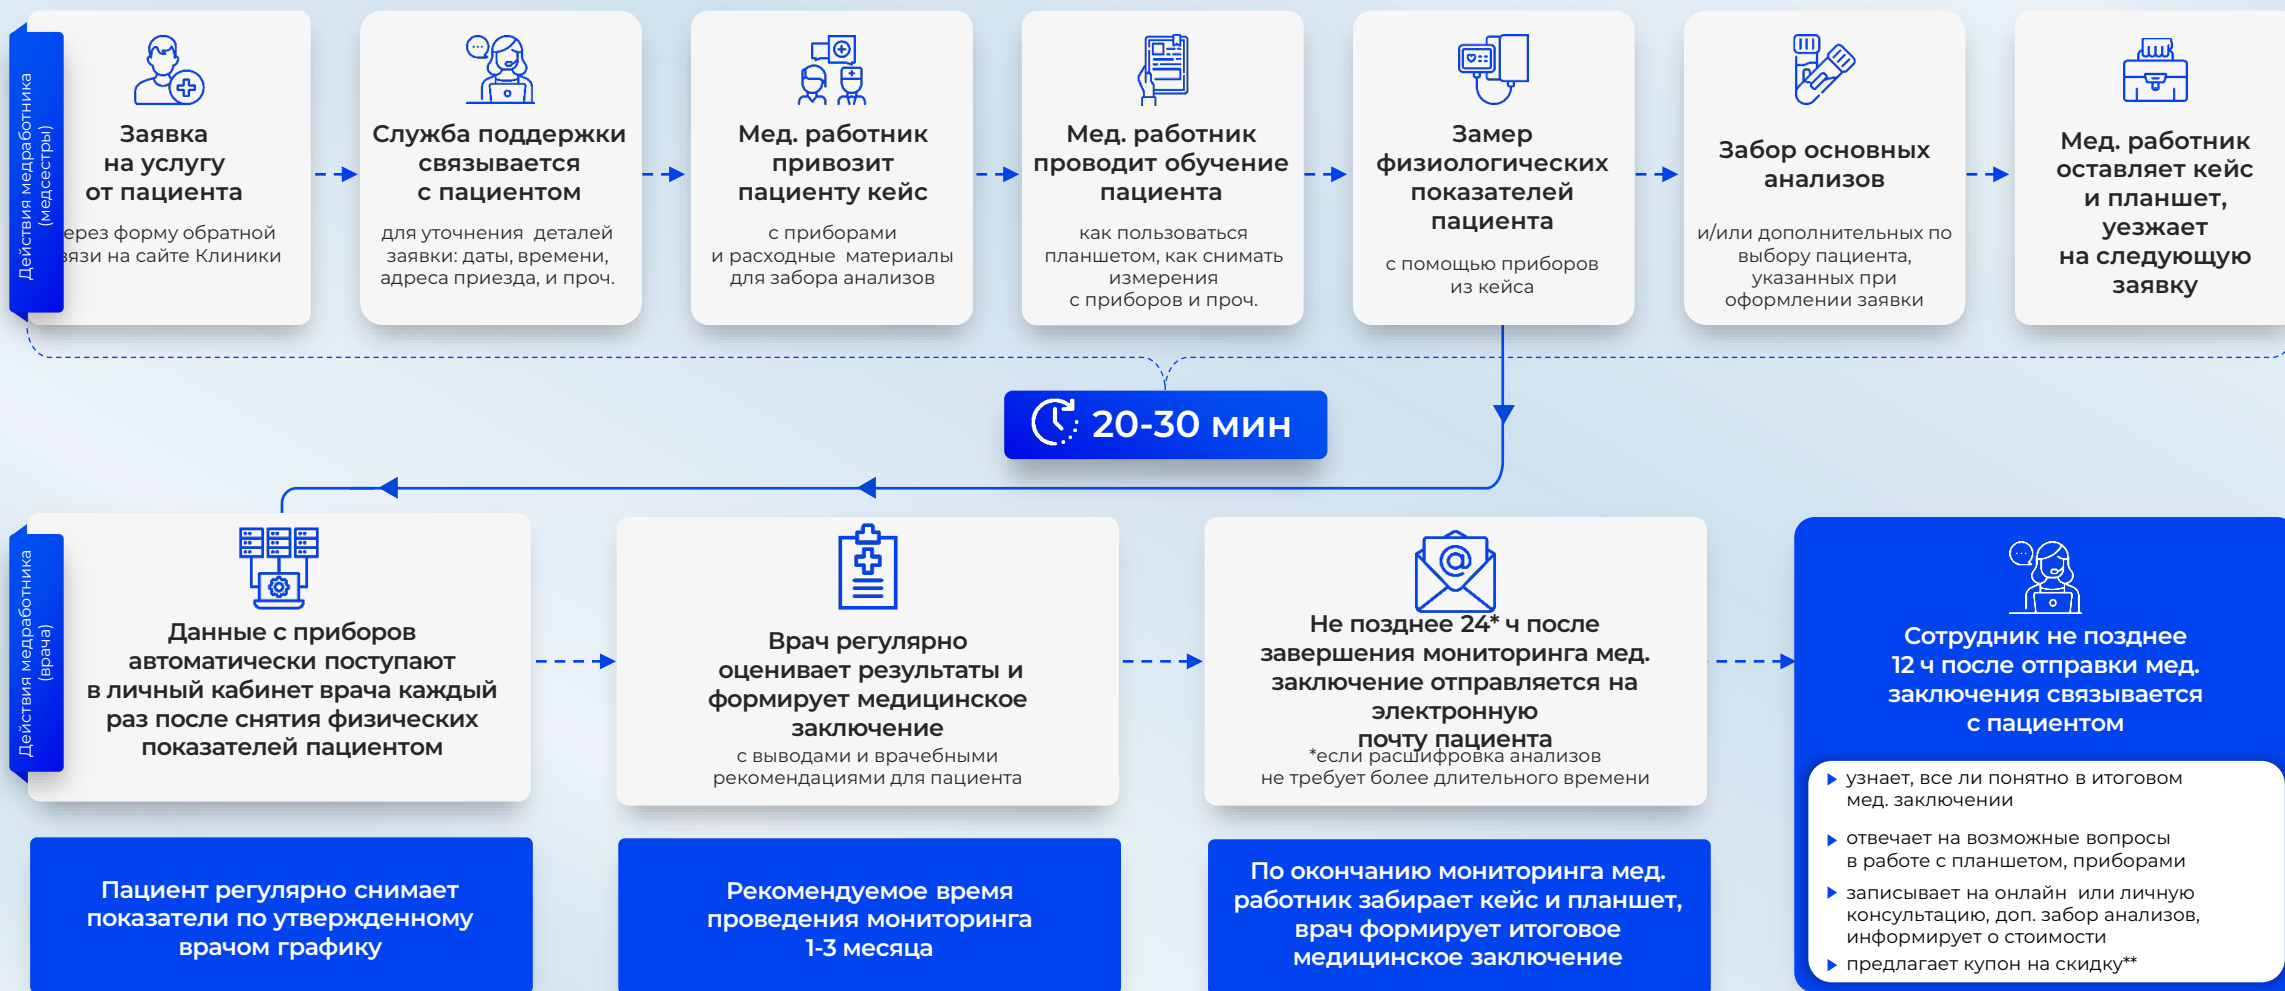 Действия медработника
(медсестры)
Заявка
на услугу
от пациента
ерез форму обратной
вязи на сайте Клиники
Служба поддержки
связывается
с пациентом
для уточнения деталей
заявки: даты, времени,
адреса приезда, и проч.
Мед. работник
привозит
пациенту кейс
с приборами
и расходные материалы
для забора анализов
Мед. работник
проводит обучение
пациента
как пользоваться
планшетом, как снимать
измерения
с приборов и проч.
Замер
физиологических
показателей
пациента
с помощью приборов
из кейса
Забор основных
анализов
и/или дополнительных по
выбору пациента,
указанных при
оформлении заявки
Мед. работник
оставляет кейс
и планшет,
уезжает
на следующую
заявку
20-30 мин
Действия медработника
(врача)
Данные с приборов
автоматически поступают
в личный кабинет врача каждый
раз после снятия физических
показателей пациентом
Врач регулярно
оценивает результаты и
формирует медицинское
заключение
с выводами и врачебными
рекомендациями для пациента
Не позднее 24* ч после
завершения мониторинга мед.
заключение отправляется на
электронную
почту пациента
*если расшифровка анализов
не требует более длительного времени
Сотрудник не позднее
12 ч после отправки мед.
заключения связывается
с пациентом
узнает, все ли понятно в итоговом
мед. заключении
отвечает на возможные вопросы
в работе с планшетом, приборами
записывает на онлайн или личную
консультацию, доп. забор анализов,
информирует о стоимости
предлагает купон на скидку**
Пациент регулярно снимает
показатели по утвержденному
врачом графику
Рекомендуемое время
проведения мониторинга
1-3 месяца
По окончанию мониторинга мед.
работник забирает кейс и планшет,
врач формирует итоговое
медицинское заключение